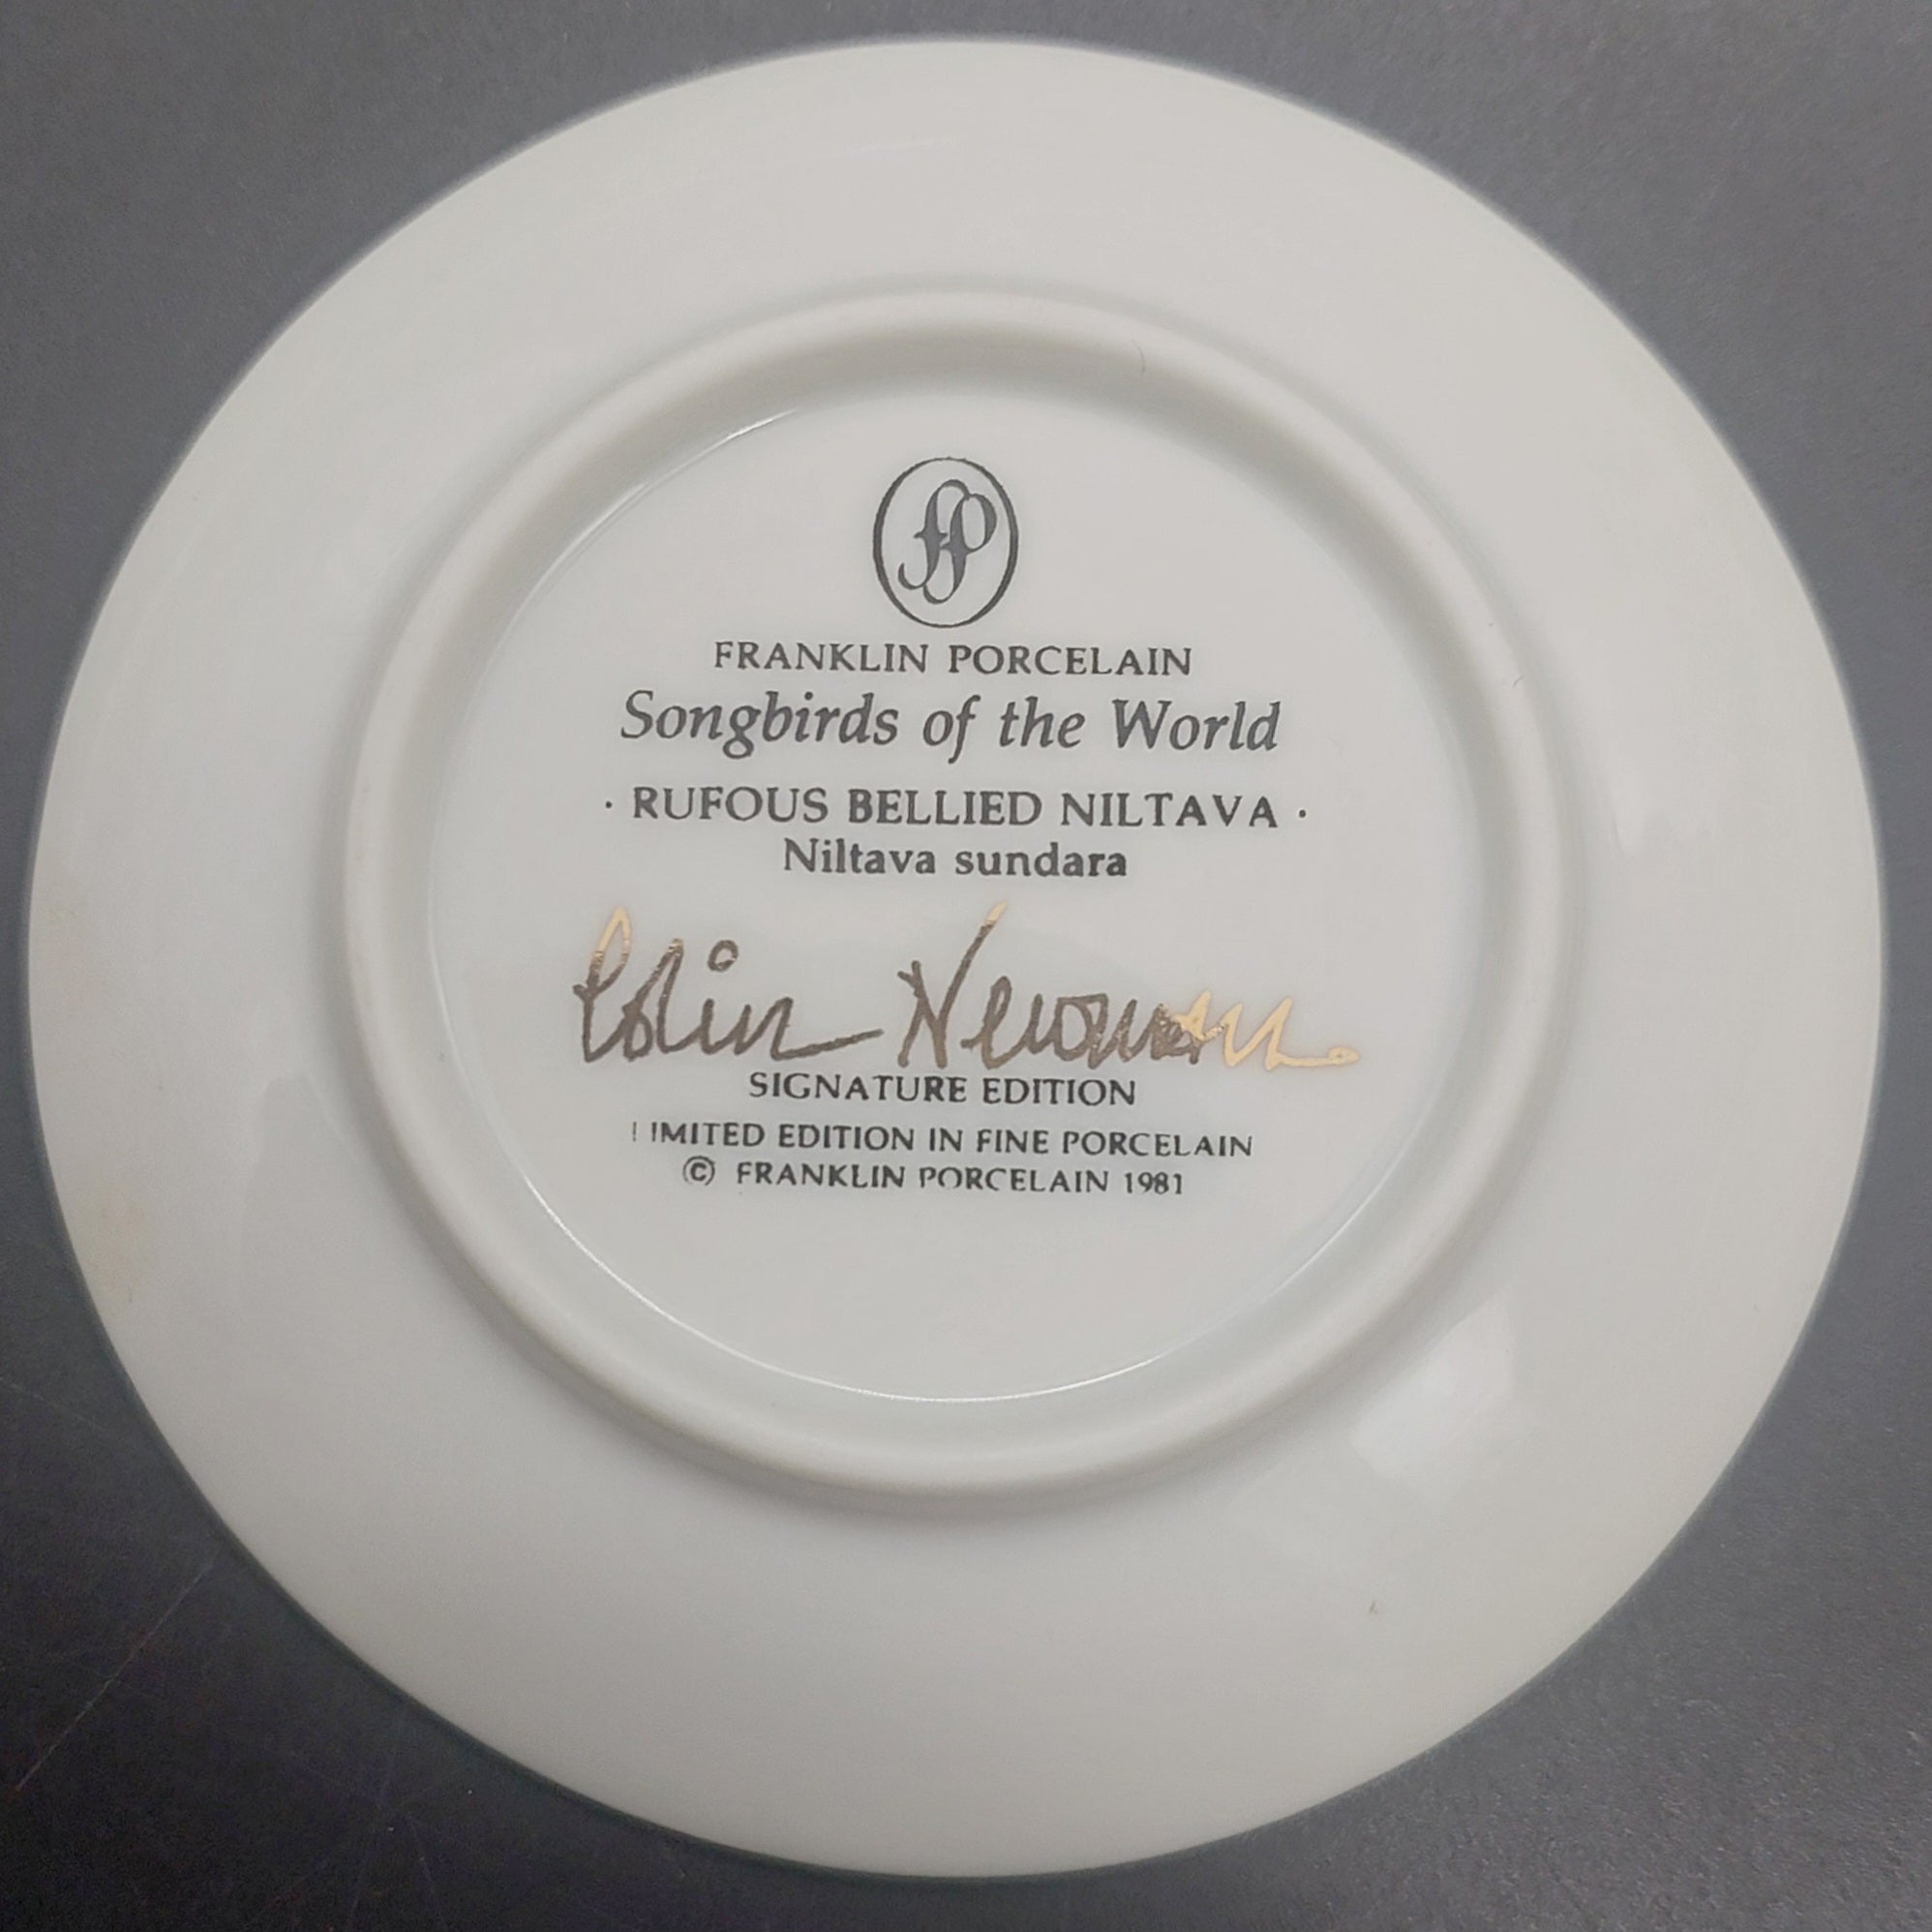 FP
FRANKLIN PORCELAIN
Songbirds of the World
· RUFOUS BELLIED NILTAVA ·
Niltava sundara
Colin Newman
SIGNATURE EDITION
LIMITED EDITION IN FINE PORCELAIN
© FRANKLIN PORCELAIN 1981